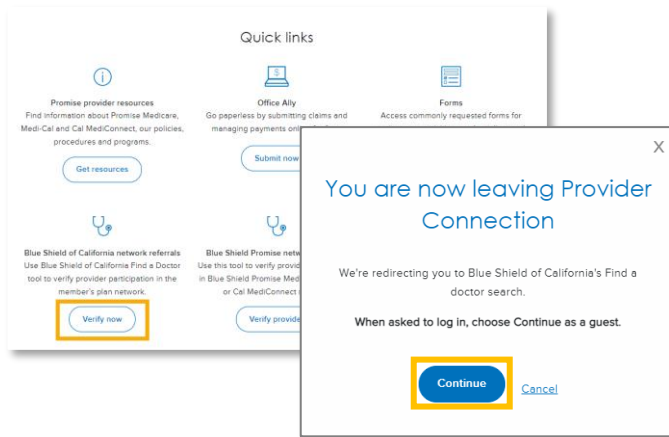 Quick links
Promise provider resources
Find information about Promise Medicare,
Medi-Cal and Cal MediConnect, our policies,
procedures and programs.
Get resources
$
Office Ally
Go paperless by submitting claims and
managing payments
Submit now
Forms
Access commonly requested forms for
Blue Shield of California network referrals
Use Blue Shield of California Find a Doctor
tool to verify provider participation in the
member's plan network.
Verify now
Blue Shield Promise
Use this tool to verify
in Blue Shield Promise
or Cal MediConnect
Verify
X
You are now leaving Provider
Connection
We're redirecting you to Blue Shield of California's Find a
doctor search.
When asked to log in, choose Continue as a guest.
Continue
Cancel